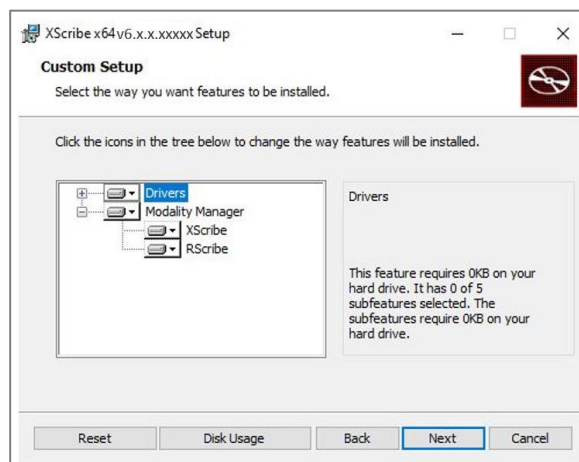 XScribe x64 v6.x.x.xxxxx Setup
Custom Setup
Select the way you want features to be installed.
Click the icons in the tree below to change the way features will be installed.
Drivers
Modality Manager
XScribe
RScribe
Drivers
This feature requires 0KB on your
hard drive. It has 0 of 5
subfeatures selected. The
subfeatures require 0KB on your
hard drive.
Reset Disk Usage Back Next Cancel